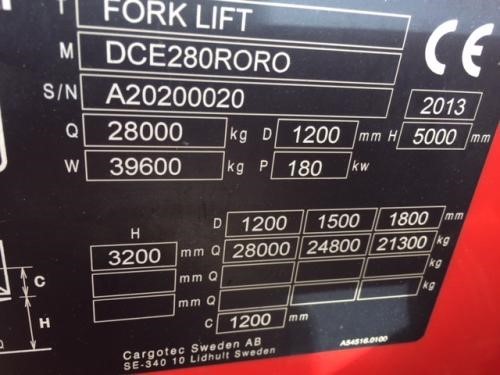 T FORK LIFT
M DCE280RORO CE
S/N A20200020 2013
Q 28000 kg D 1200 mm H 5000 mm
W 39600 kg P 180 kw
D 1200 1500 1800 mm
H
3200 mm Q 28000 24800 21300 kg
mm Q kg
mm Q kg
C 1200 mm
C
H
Cargotec Sweden AB
SE-340 10 Lidhult Sweden
A54516.0100